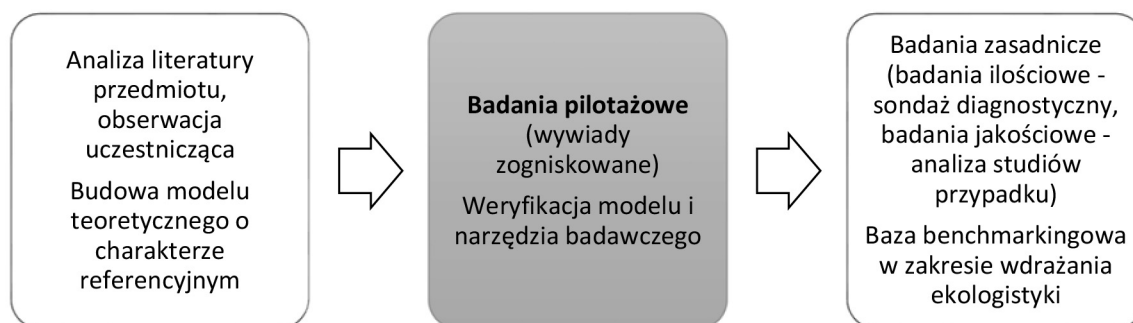 Analiza literatury
przedmiotu,
obserwacja
uczestnicząca
Budowa modelu
teoretycznego o
charakterze
referencyjnym
Badania pilotażowe
(wywiady
zogniskowane)
Weryfikacja modelu i
narzędzia badawczego
Badania zasadnicze
(badania ilościowe -
sondaż diagnostyczny,
badania jakościowe -
analiza studiów
przypadku)
Baza benchmarkingowa
w zakresie wdrażania
ekologistyki